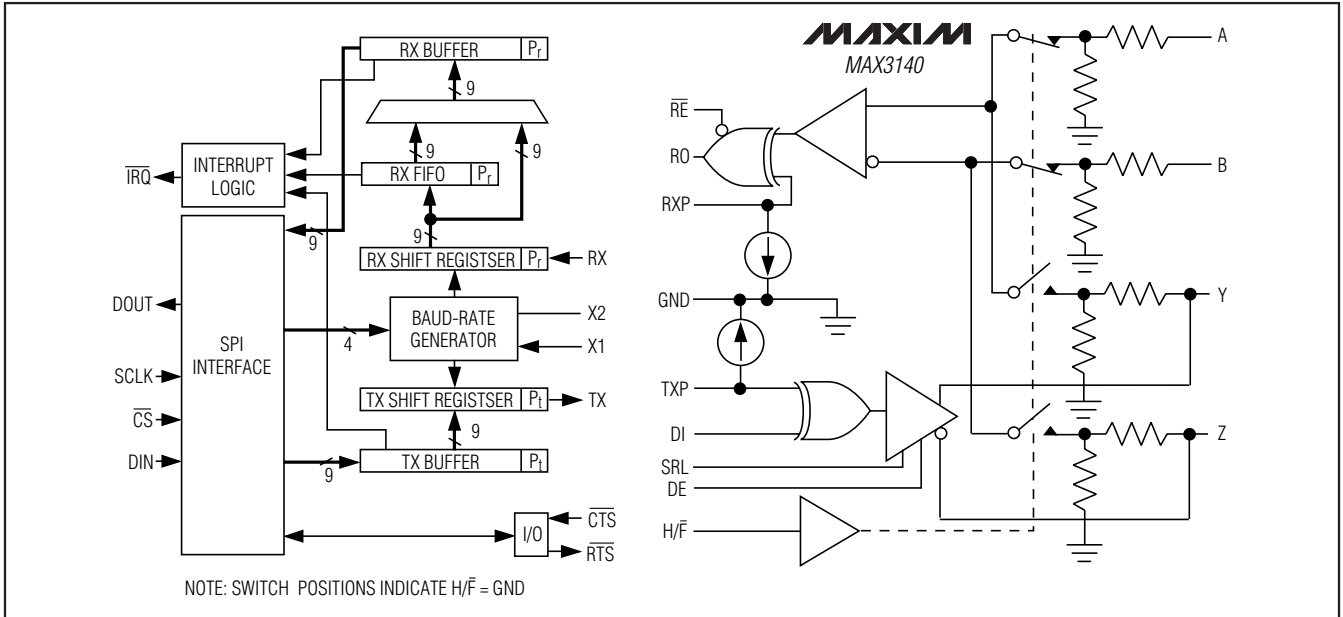 RX BUFFER
Pr
9
9
9
INTERRUPT
LOGIC
IRQ
RX FIFO
Pr
9
9
RX SHIFT REGISTSER
Pr
RX
DOUT
SPI
INTERFACE
4
BAUD-RATE
GENERATOR
X2
X1
SCLK
CS
DIN
TX SHIFT REGISTSER
Pt
TX
9
9
TX BUFFER
Pt
I/O
CTS
RTS
NOTE: SWITCH POSITIONS INDICATE H/F̅ = GND
MAXIM
MAX3140
R̅E̅
RO
RXP
GND
TXP
DI
SRL
DE
H/F̅
A
B
Y
Z